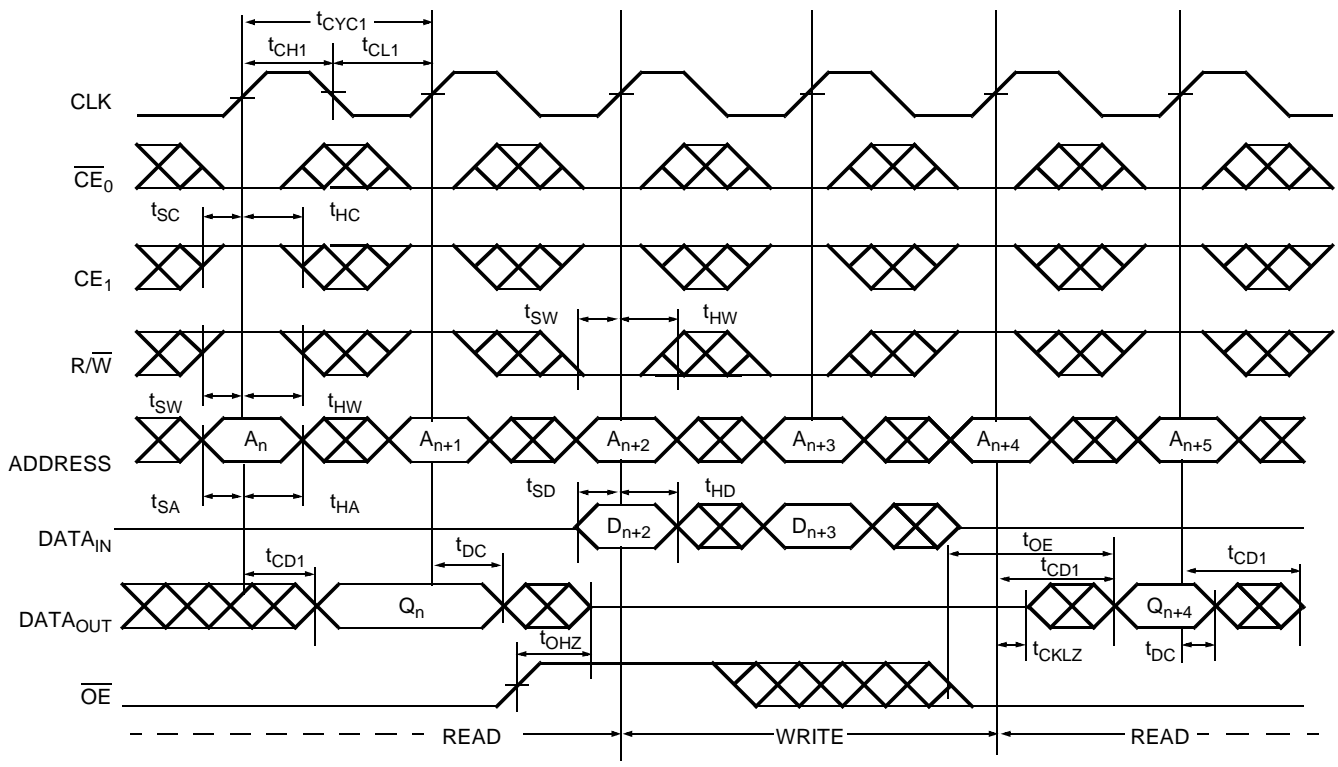 tCYC1
tCH1 tCL1
CLK
CE0
tSC tHC
CE1
tSW tHW
R/W
tSW tHW
An An+1 An+2 An+3 An+4 An+5
ADDRESS
tSA tHA tSD tHD
DATAIN Dn+2 Dn+3
tOE
tCD1 tDC tCD1 tCD1
DATAOUT Qn Qn+4
tOHZ tCKLZ tDC
OE
READ WRITE READ